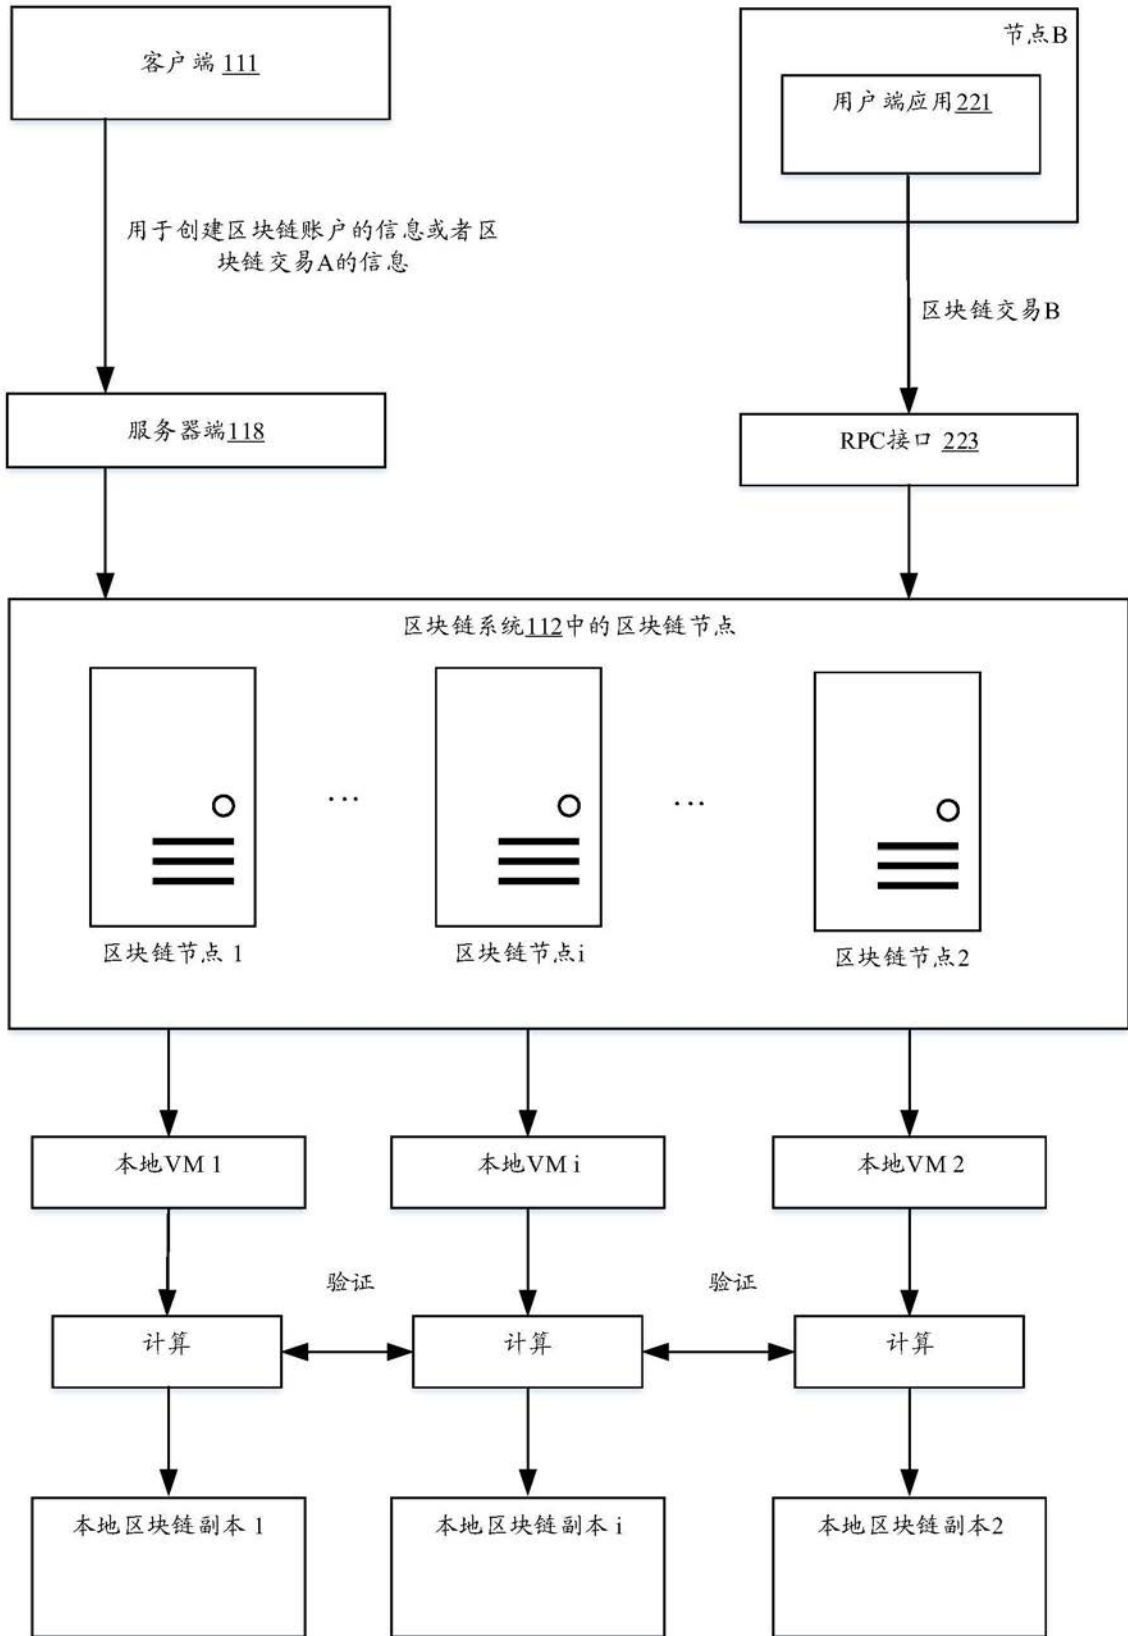 客户端 111
节点B
用户端应用221
用于创建区块链账户的信息或者区
块链交易A的信息
区块链交易B
服务器端118
RPC接口 223
区块链系统112中的区块链节点
...
...
区块链节点 1
区块链节点i
区块链节点2
本地VM 1
本地VM i
本地VM 2
验证
验证
计算
计算
计算
本地区块链副本 1
本地区块链副本 i
本地区块链副本2